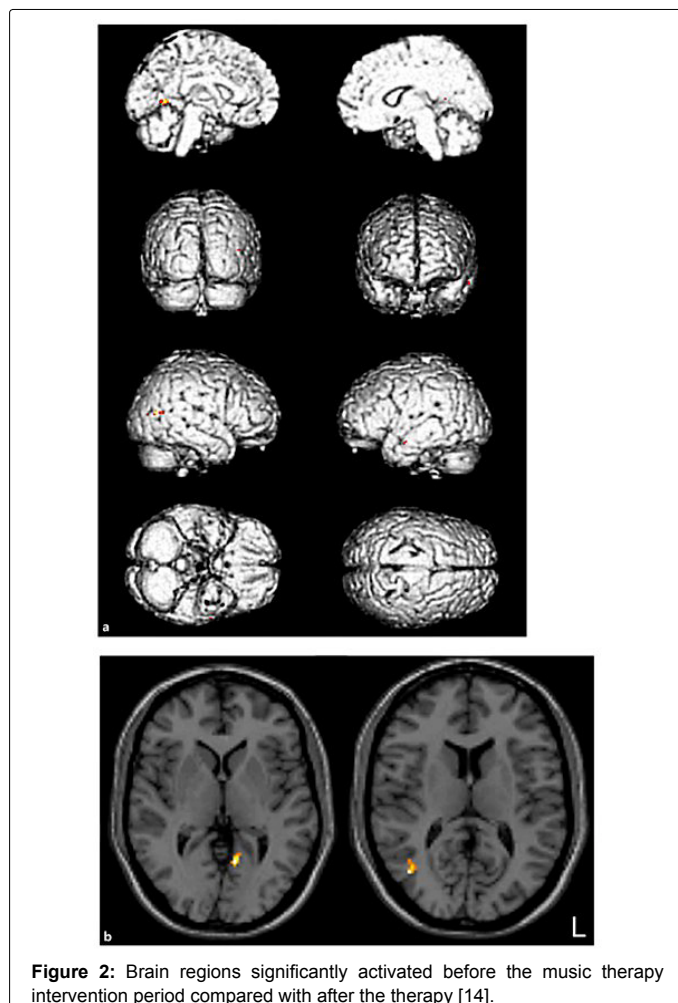 a
L
b
Figure 2: Brain regions significantly activated before the music therapy
intervention period compared with after the therapy [14].